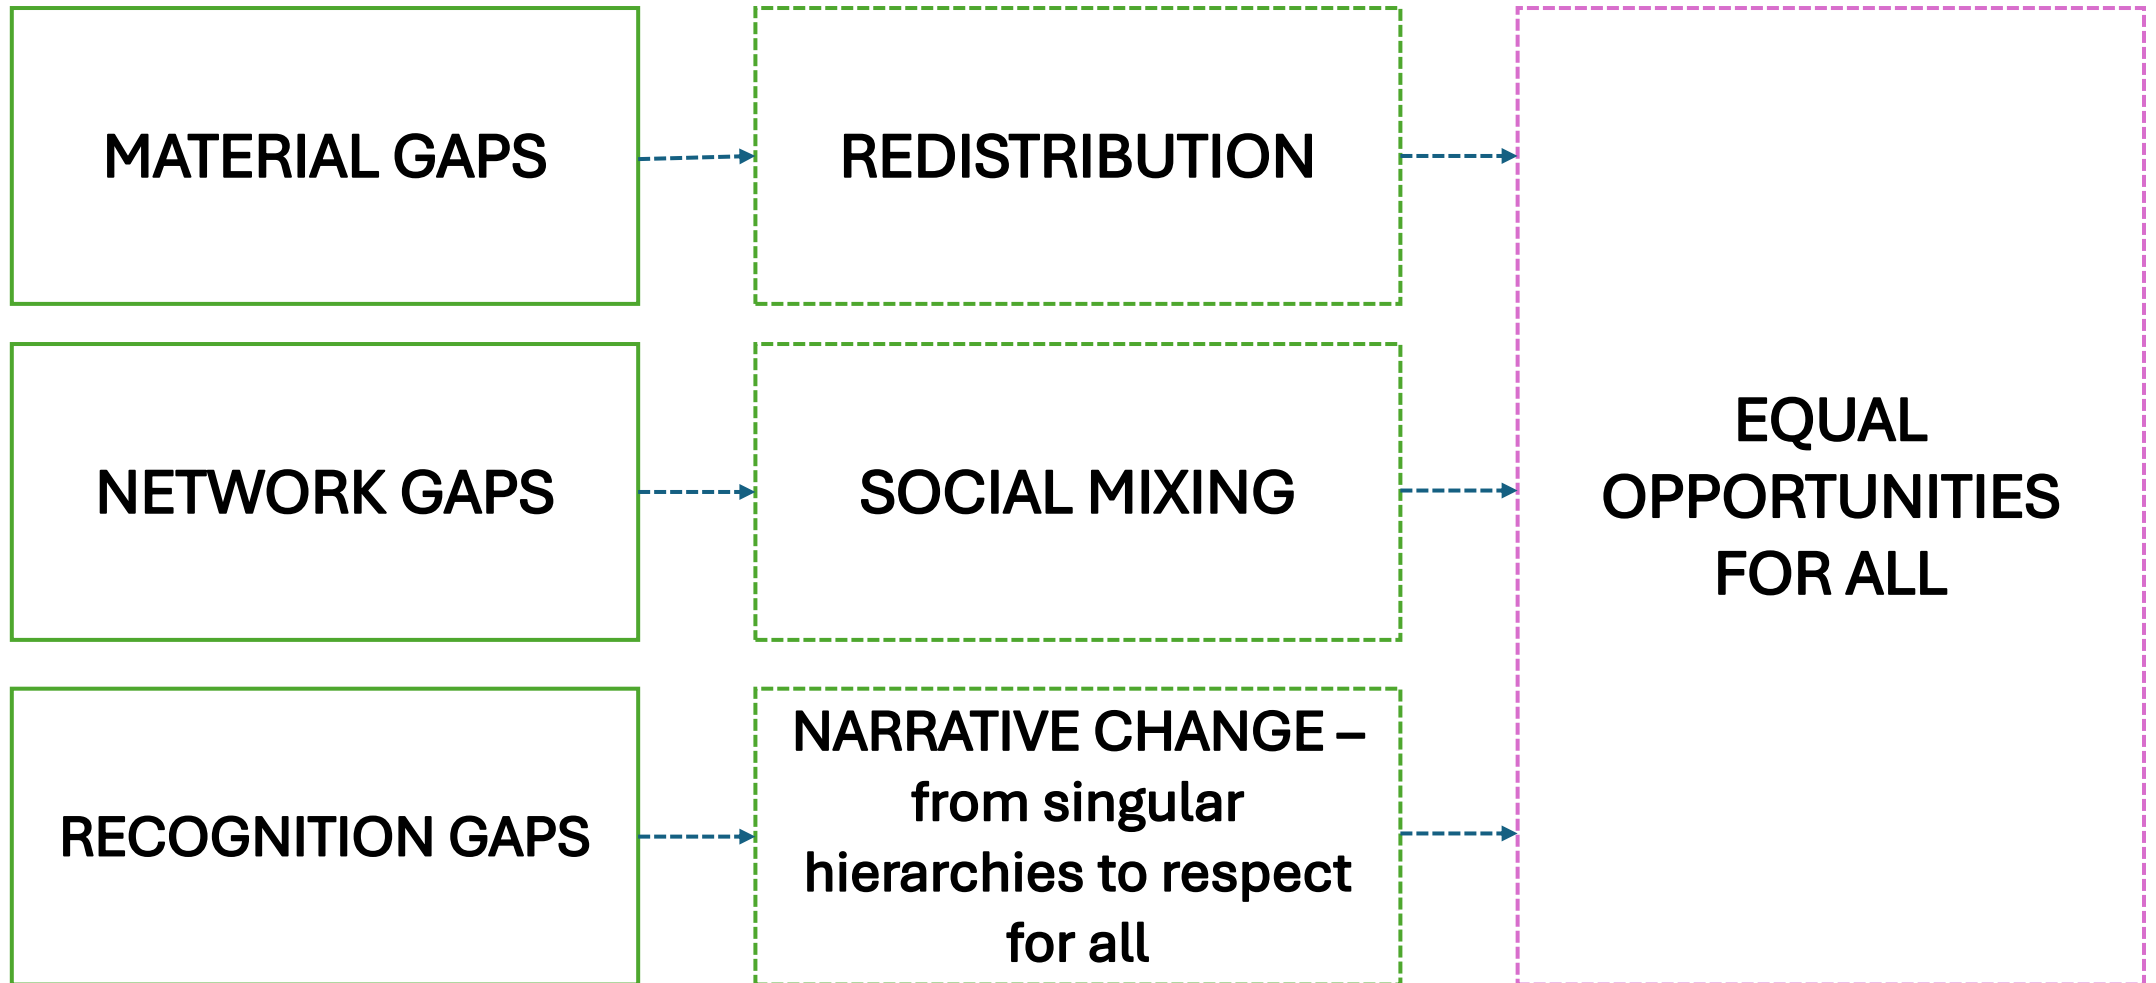 MATERIAL GAPS
REDISTRIBUTION
NETWORK GAPS
SOCIAL MIXING
RECOGNITION GAPS
NARRATIVE CHANGE –
from singular
hierarchies to respect
for all
EQUAL
OPPORTUNITIES
FOR ALL